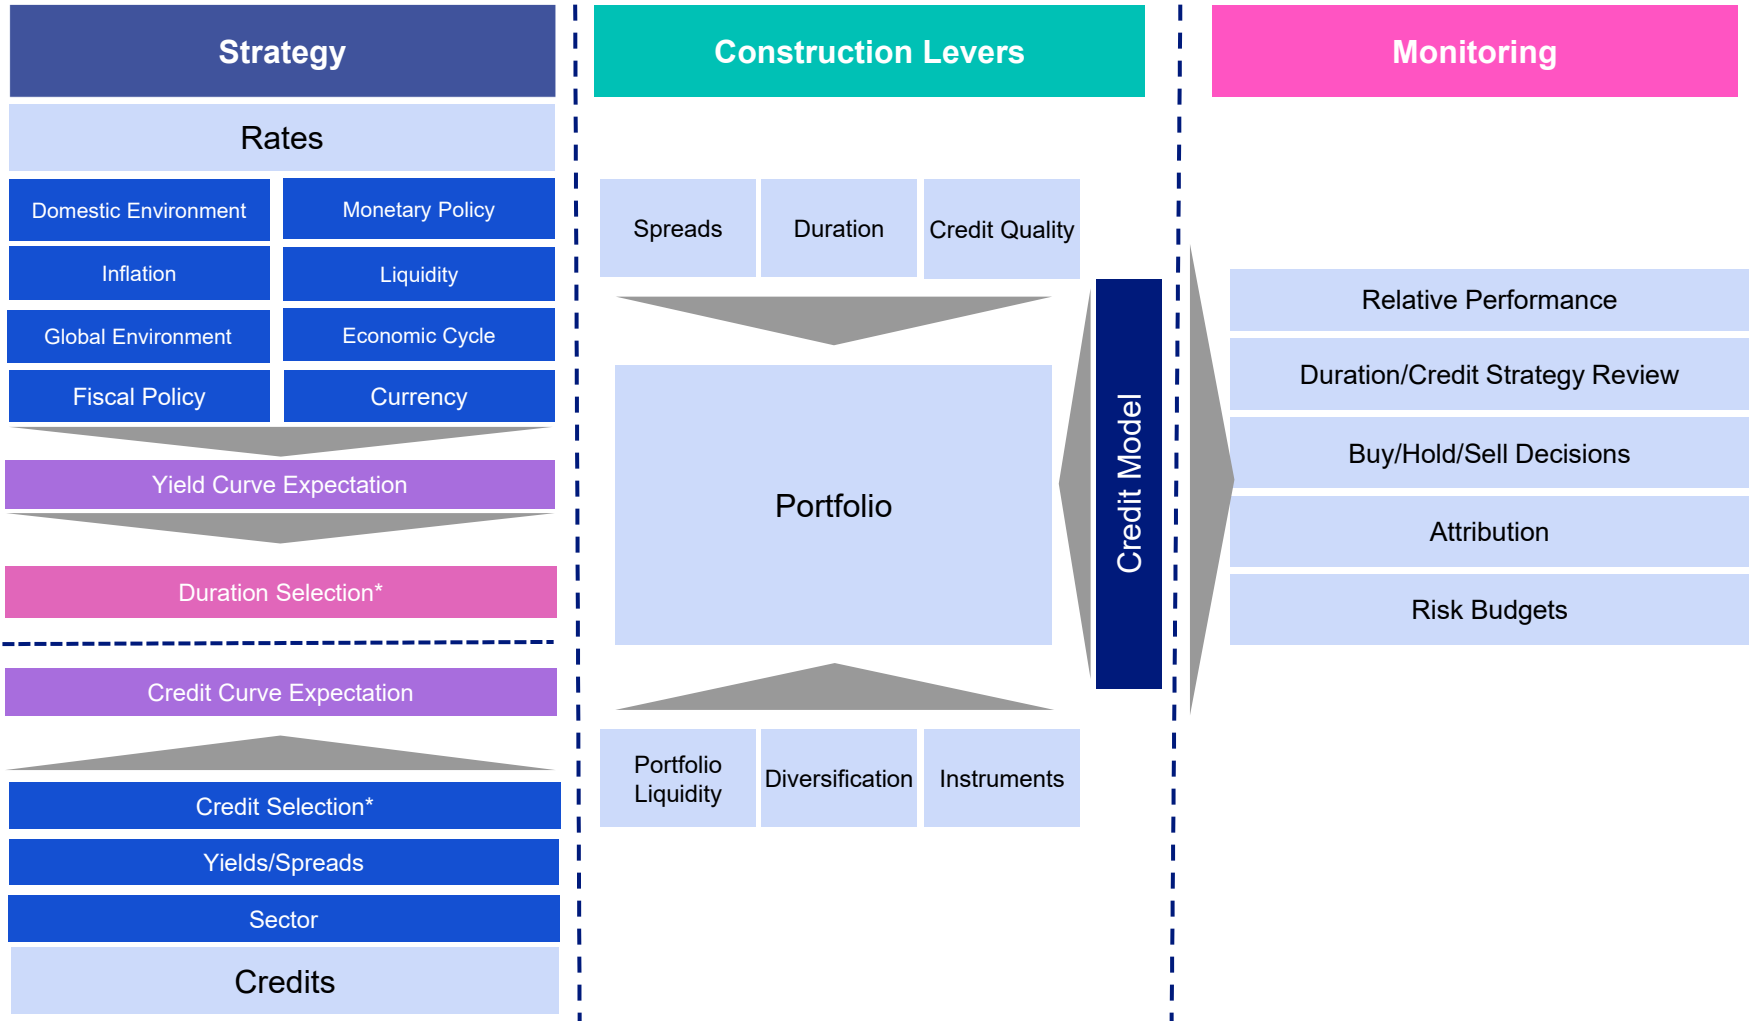 Strategy
Rates
Domestic Environment
Monetary Policy
Inflation
Liquidity
Global Environment
Economic Cycle
Fiscal Policy
Currency
Yield Curve Expectation
Duration Selection*
Credit Curve Expectation
Credit Selection*
Yields/Spreads
Sector
Credits
Construction Levers
Spreads
Duration
Credit Quality
Portfolio
Credit Model
Portfolio
Liquidity
Diversification
Instruments
Monitoring
Relative Performance
Duration/Credit Strategy Review
Buy/Hold/Sell Decisions
Attribution
Risk Budgets